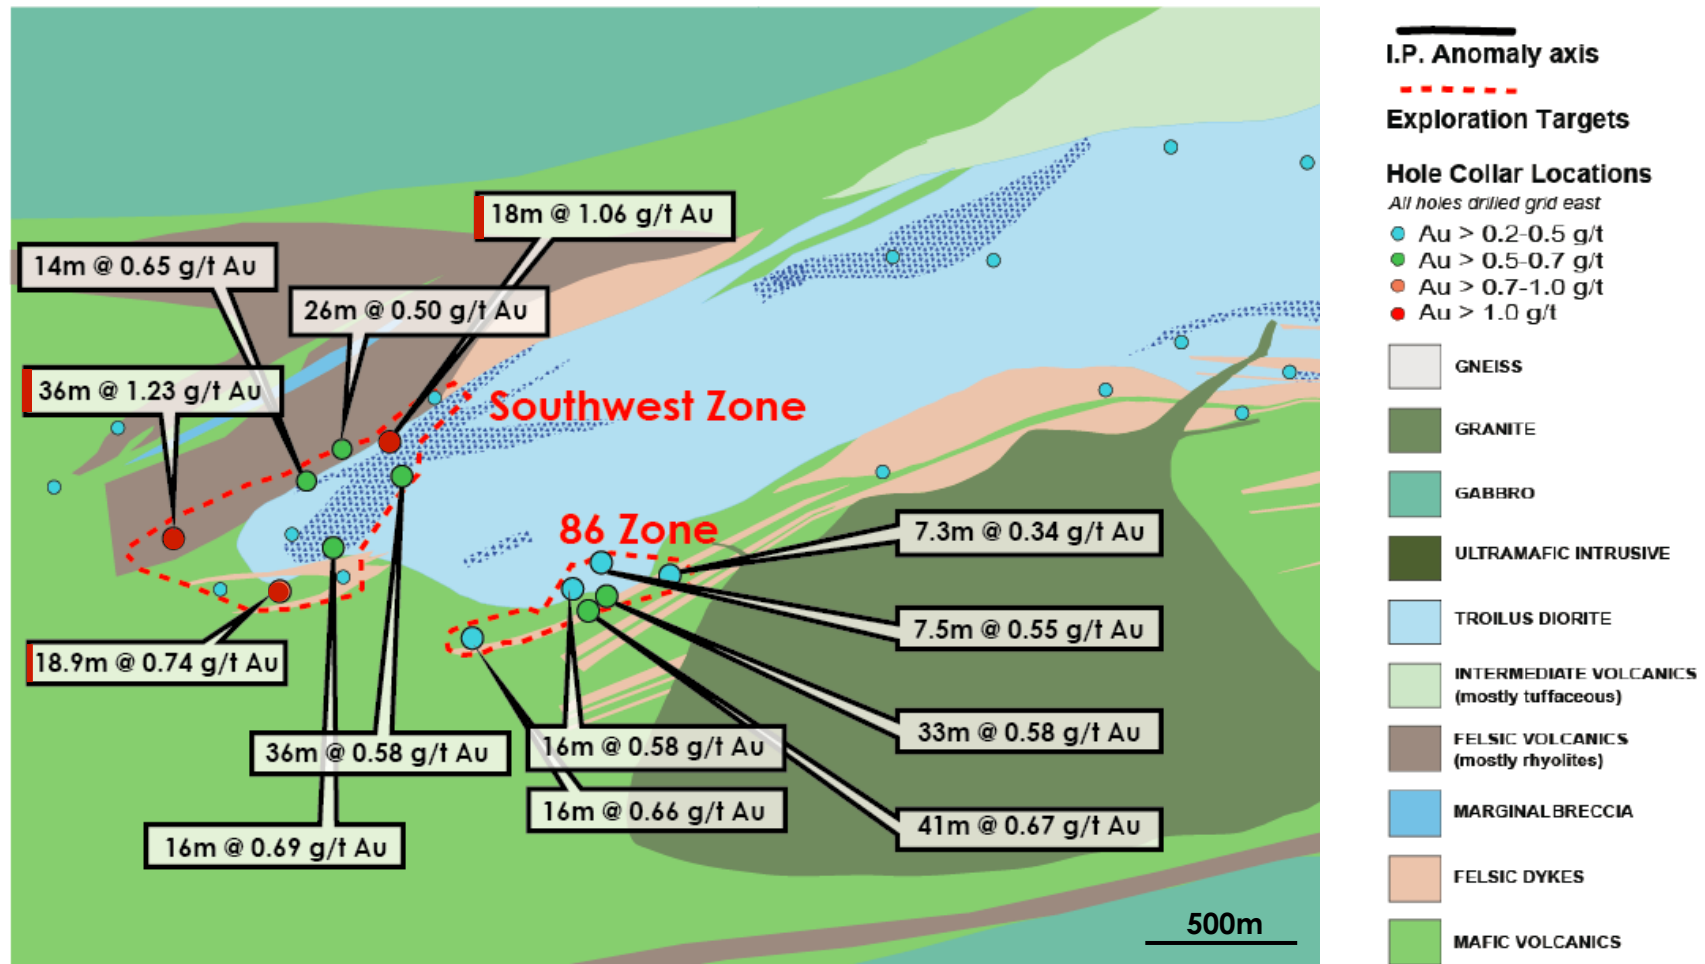 18m @ 1.06 g/t Au
14m @ 0.65 g/t Au
26m @ 0.50 g/t Au
36m @ 1.23 g/t Au
Southwest Zone
86 Zone
7.3m @ 0.34 g/t Au
7.5m @ 0.55 g/t Au
18.9m @ 0.74 g/t Au
33m @ 0.58 g/t Au
36m @ 0.58 g/t Au
16m @ 0.58 g/t Au
16m @ 0.66 g/t Au
41m @ 0.67 g/t Au
16m @ 0.69 g/t Au
500m
I.P. Anomaly axis
Exploration Targets
Hole Collar Locations
All holes drilled grid east
Au > 0.2-0.5 g/t
Au > 0.5-0.7 g/t
Au > 0.7-1.0 g/t
Au > 1.0 g/t
GNEISS
GRANITE
GABBRO
ULTRAMAFIC INTRUSIVE
TROILUS DIORITE
INTERMEDIATE VOLCANICS
(mostly tuffaceous)
FELSIC VOLCANICS
(mostly rhyolites)
MARGINALBRECCIA
FELSIC DYKES
MAFIC VOLCANICS